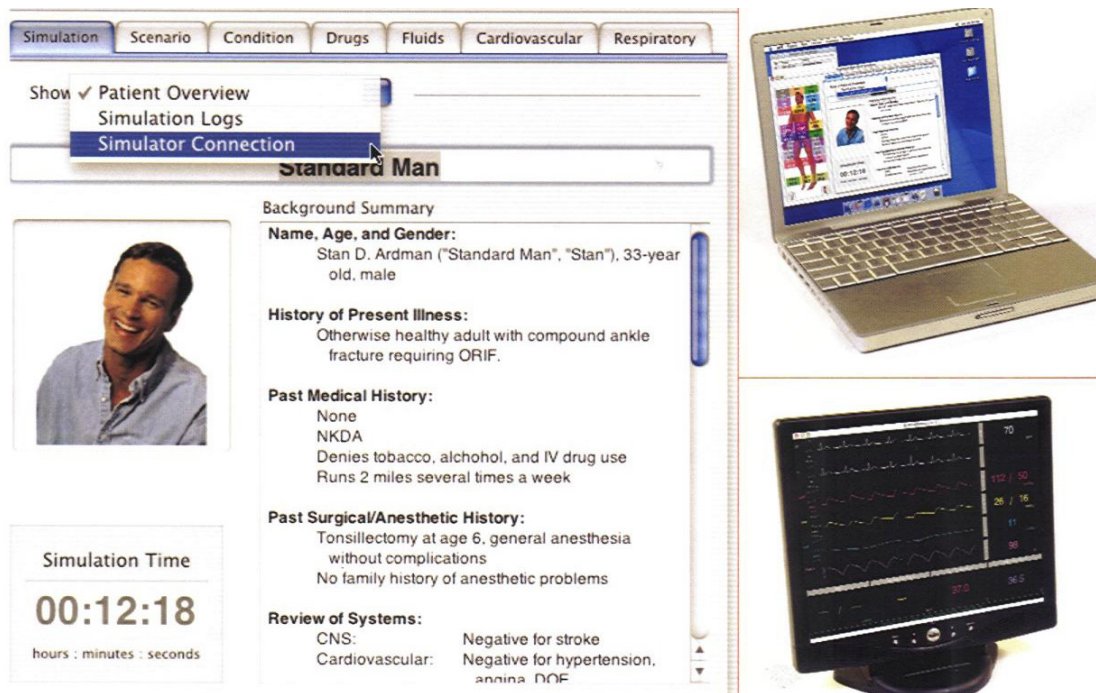 Simulation Scenario Condition Drugs Fluids Cardiovascular Respiratory
Show ✓ Patient Overview
Simulation Logs
Simulator Connection
Standard Man
Background Summary
Name, Age, and Gender:
Stan D. Ardman ("Standard Man", "Stan"), 33-year
old, male
History of Present Illness:
Otherwise healthy adult with compound ankle
fracture requiring ORIF.
Past Medical History:
None
NKDA
Denies tobacco, alchohol, and IV drug use
Runs 2 miles several times a week
Past Surgical/Anesthetic History:
Tonsillectomy at age 6, general anesthesia
without complications
No family history of anesthetic problems
Review of Systems:
CNS: Negative for stroke
Cardiovascular: Negative for hypertension,
angina, DOE
Simulation Time
00:12:18
hours : minutes : seconds
00:12:18
70
112 / 50
26 / 16
11
98
37.0 36.5